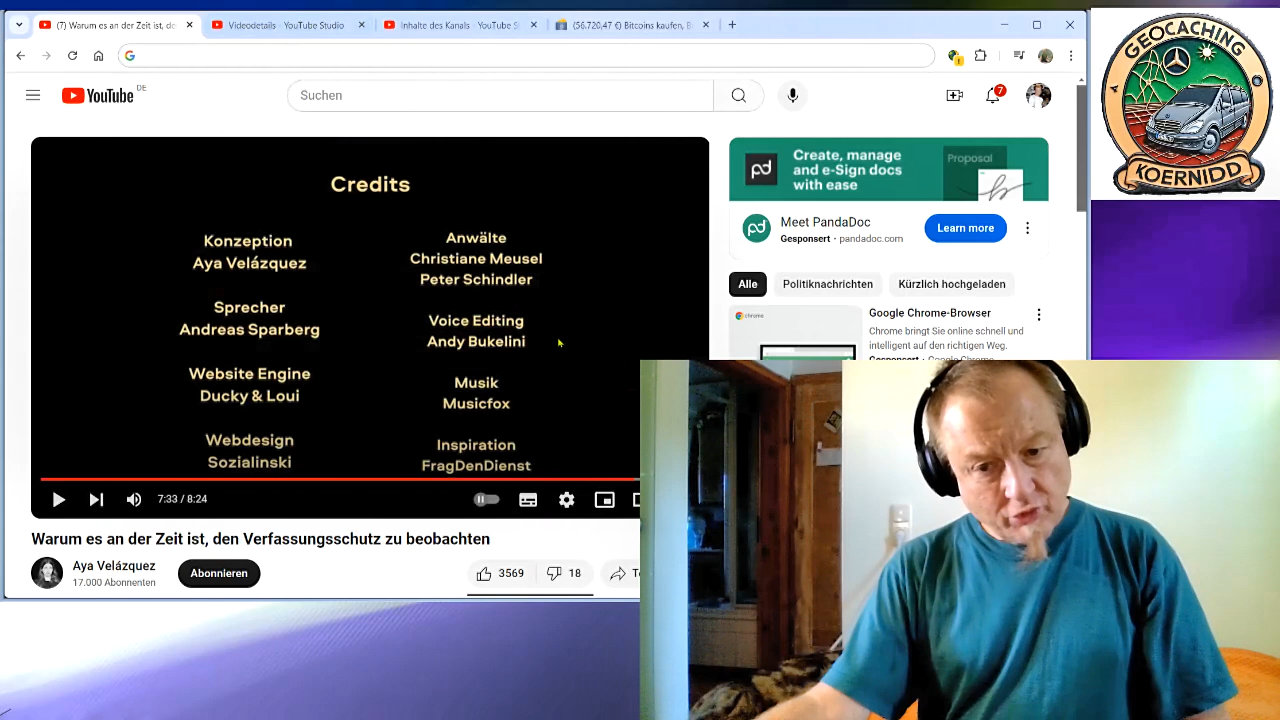 (7) Warum es an der Zeit ist, de
Videodetails - YouTube Studio
Inhalte des Kanals - YouTube S
(56.720,47 €) Bitcoins kaufen, B
YouTube DE
Suchen
7
Credits
Konzeption
Aya Velázquez
Sprecher
Andreas Sparberg
Website Engine
Ducky & Loui
Webdesign
Sozialinski
Anwälte
Christiane Meusel
Peter Schindler
Voice Editing
Andy Bukelini
Musik
Musicfox
Inspiration
FragDenDienst
7:33 / 8:24
Warum es an der Zeit ist, den Verfassungsschutz zu beobachten
Aya Velázquez
17.000 Abonnenten
Abonnieren
3569
18
pd
Create, manage
and e-Sign docs
with ease
Proposal
pd
Meet PandaDoc
Gesponsert · pandadoc.com
Learn more
Alle
Politiknachrichten
Kürzlich hochgeladen
chrome
Google Chrome-Browser
Chrome bringt Sie online schnell und
intelligent auf den richtigen Weg.
GEOCACHING
KOERNIDD